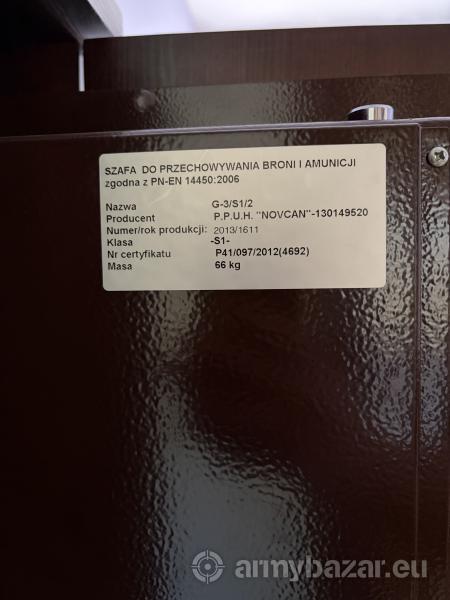 SZAFA DO PRZECHOWYWANIA BRONI I AMUNICJI
zgodna z PN-EN 14450:2006
Nazwa G-3/S1/2
Producent P.P.U.H. "NOVCAN"-130149520
Numer/rok produkcji: 2013/1611
Klasa -S1-
Nr certyfikatu P41/097/2012(4692)
Masa 66 kg
armybazar.eu